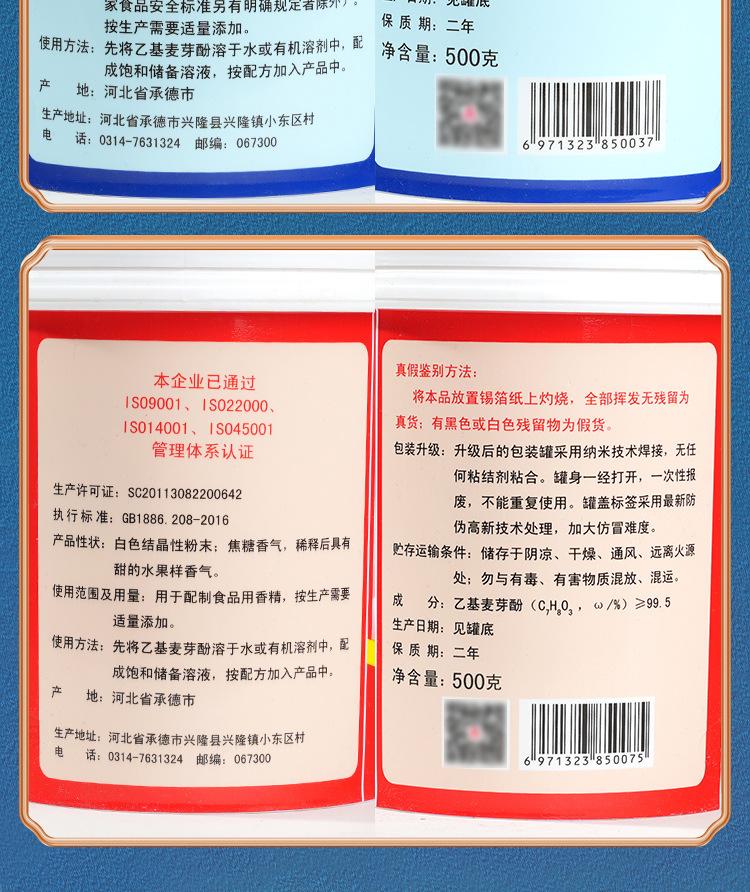 家食品安全标准另有明确规定者除外）。
按生产需要适量添加。
使用方法：先将乙基麦芽酚溶于水或有机溶剂中，配
成饱和储备溶液，按配方加入产品中。
产　　地：河北省承德市
生产地址：河北省承德市兴隆县兴隆镇小东区村
电　　话：0314-7631324　邮编：067300
见罐底
保 质 期：二年
净含量：500克
6 971323 850037
本企业已通过
ISO9001、ISO22000、
ISO14001、ISO45001
管理体系认证
生产许可证：SC20113082200642
执行标准：GB1886.208-2016
产品性状：白色结晶性粉末；焦糖香气，稀释后具有
甜的水果样香气。
使用范围及用量：用于配制食品用香精，按生产需要
适量添加。
使用方法：先将乙基麦芽酚溶于水或有机溶剂中，配
成饱和储备溶液，按配方加入产品中。
产　　地：河北省承德市
生产地址：河北省承德市兴隆县兴隆镇小东区村
电　　话：0314-7631324　邮编：067300
真假鉴别方法：
将本品放置锡箔纸上灼烧，全部挥发无残留为
真货；有黑色或白色残留物为假货。
包装升级：升级后的包装罐采用纳米技术焊接，无任
何粘结剂粘合。罐身一经打开，一次性报
废，不能重复使用。罐盖标签采用最新防
伪高新技术处理，加大仿冒难度。
贮存运输条件：储存于阴凉、干燥、通风、远离火源
处；勿与有毒、有害物质混放、混运。
成　　分：乙基麦芽酚（C₇H₈O₃，ω/%）≥99.5
生产日期：见罐底
保 质 期：二年
净含量：500克
6 971323 850075